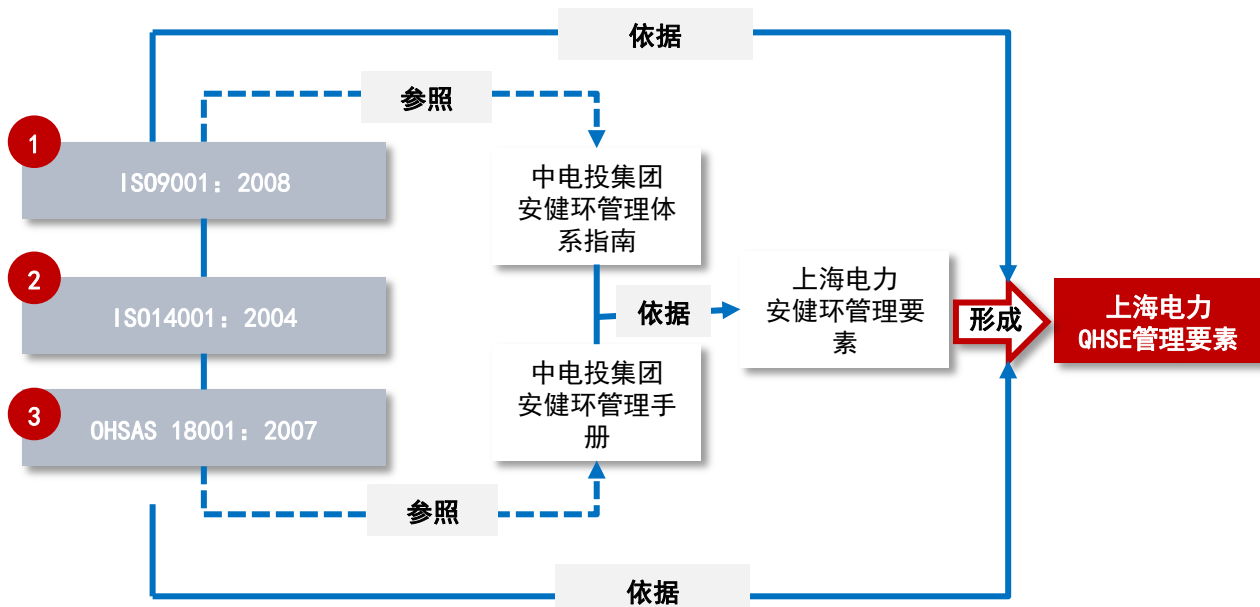 依据
参照
1
ISO9001：2008
中电投集团
安健环管理体
系指南
2
ISO14001：2004
依据
上海电力
安健环管理要
素
形成
上海电力
QHSE管理要素
3
OHSAS 18001：2007
中电投集团
安健环管理手
册
参照
依据